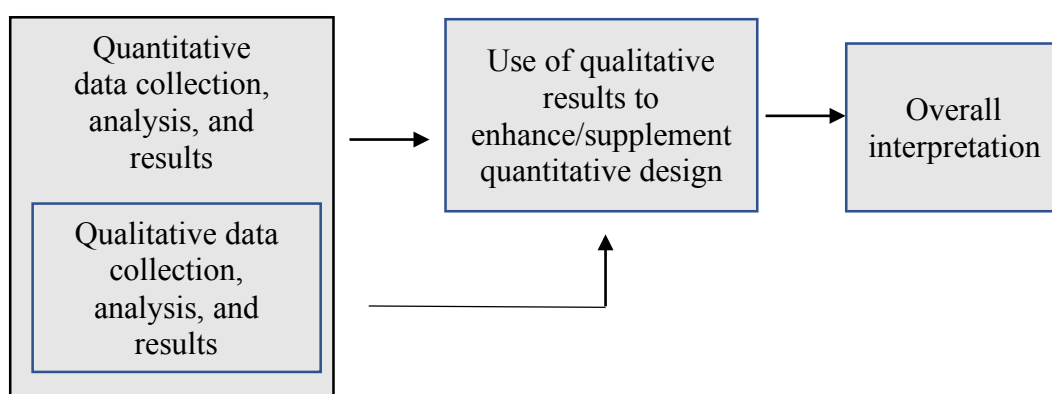 Quantitative
data collection,
analysis, and
results
Qualitative data
collection,
analysis, and
results
Use of qualitative
results to
enhance/supplement
quantitative design
Overall
interpretation